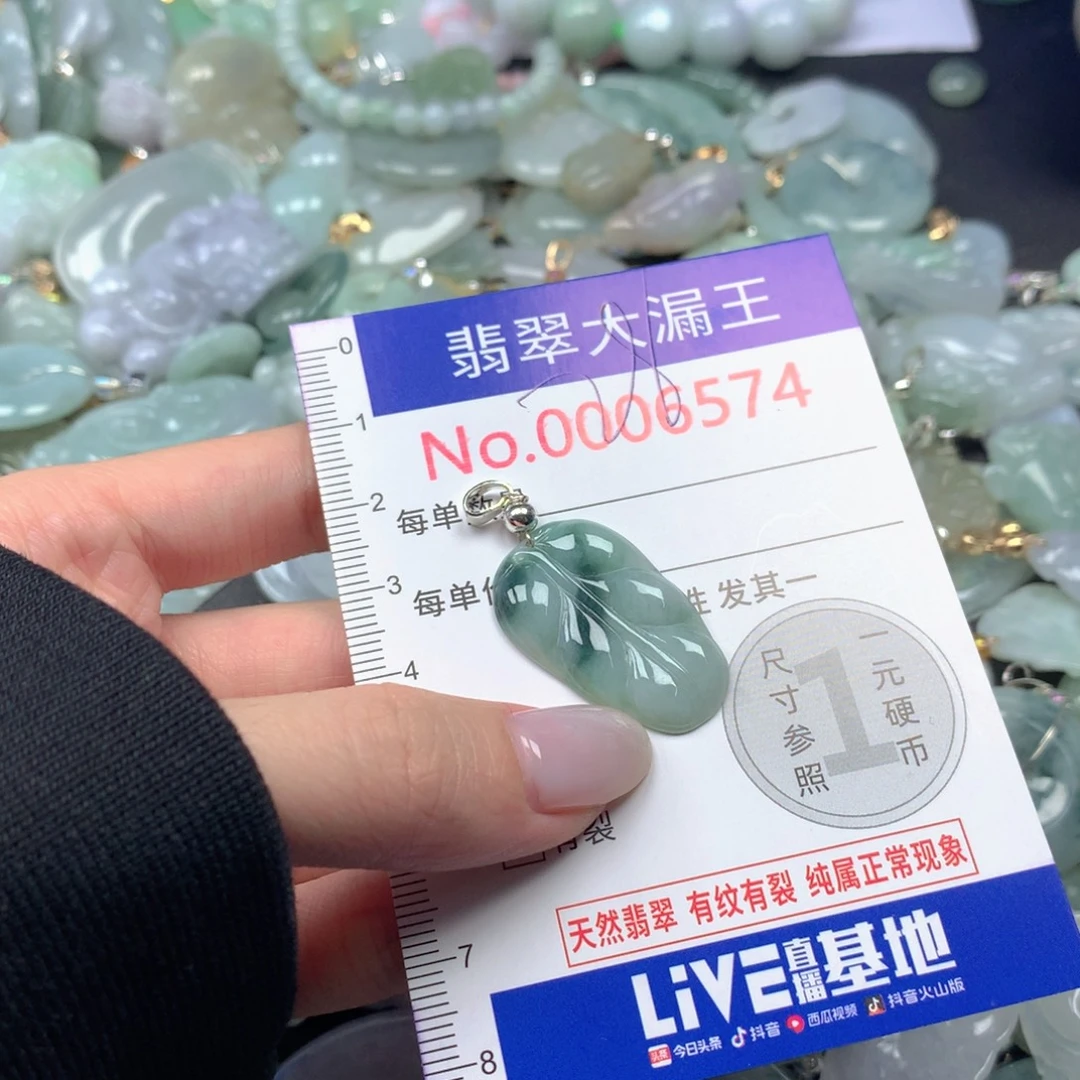 翡翠大漏王
No.0006574
每单
每单
发其一
尺寸参照
1
一元硬币
裂
天然翡翠 有纹有裂 纯属正常现象
LiVE直播基地
头条 今日头条 抖音 西瓜视频 抖音火山版
0
1
2
3
4
7
8